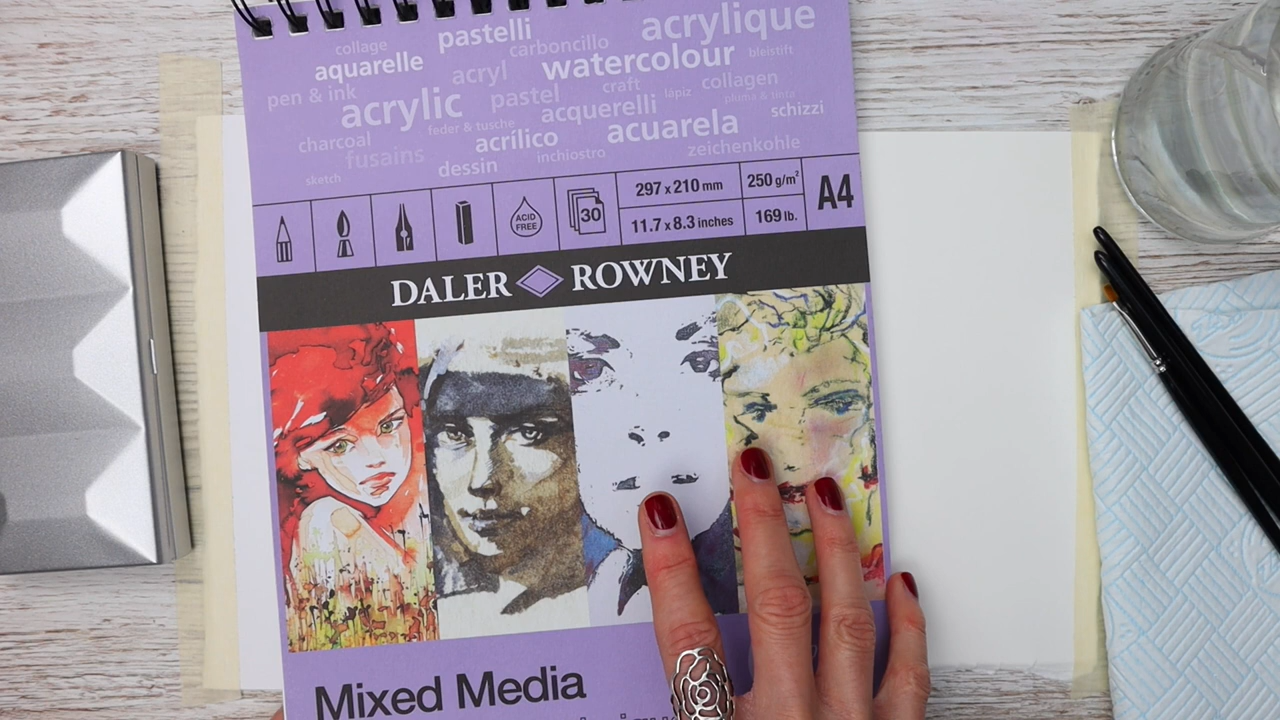 acrylique
pastelli
collage
carboncillo
bleistift
aquarelle
watercolour
acryl
collagen
pen & ink
craft
lápiz
pastel
pluma & tinta
acrylic
acquerelli
schizzi
feder & tusche
acuarela
charcoal
acrílico
zeichenkohle
fusains
inchiostro
dessin
sketch
ACID
FREE
30
297 x 210 mm
250 g/m²
A4
11.7 x 8.3 inches
169 lb.
DALER ROWNEY
Mixed Media